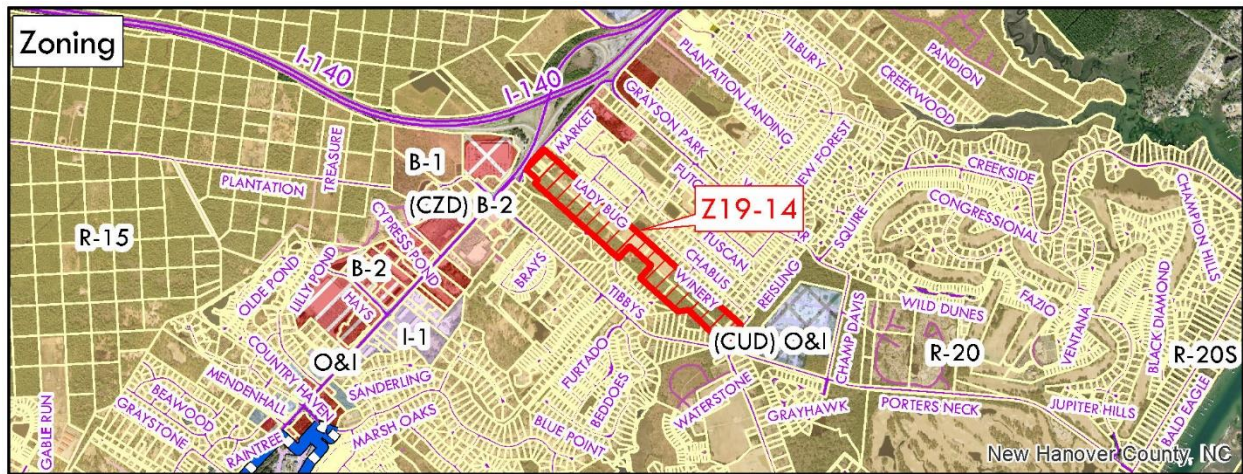 Zoning
I-140
I-140
PANDION
TILBURY
CREEKWOOD
PLANTATION LANDING
GRAYSON PARK
MARKET
TREASURE
PLANTATION
B-1
(CZD) B-2
LADY BUG
NEW FOREST
Z19-14
CREEKSIDE
CHAMPION HILLS
CONGRESSIONAL
SQUIRE
R-15
CYPRESS POND
B-2
OLDE POND
LILLY POND
HAYS
BRAYS
TIBBYS
TUSCAN
CHABLIS
WINERY
REISLING
WILD DUNES
FAZIO
VENTANA
BLACK DIAMOND
CHAMP DAVIS
(CUD) O&I
R-20
R-20S
I-1
O&I
COUNTRY HAVEN
SANDERLING
MENDENHALL
BEAWOOD
GRAYSTONE
GABLE RUN
RAINTREE
MARSH OAKS
FURTADO
BEDDOES
BLUE POINT
WATERSTONE
GRAYHAWK
PORTERS NECK
JUPITER HILLS
BALD EAGLE
New Hanover County, NC